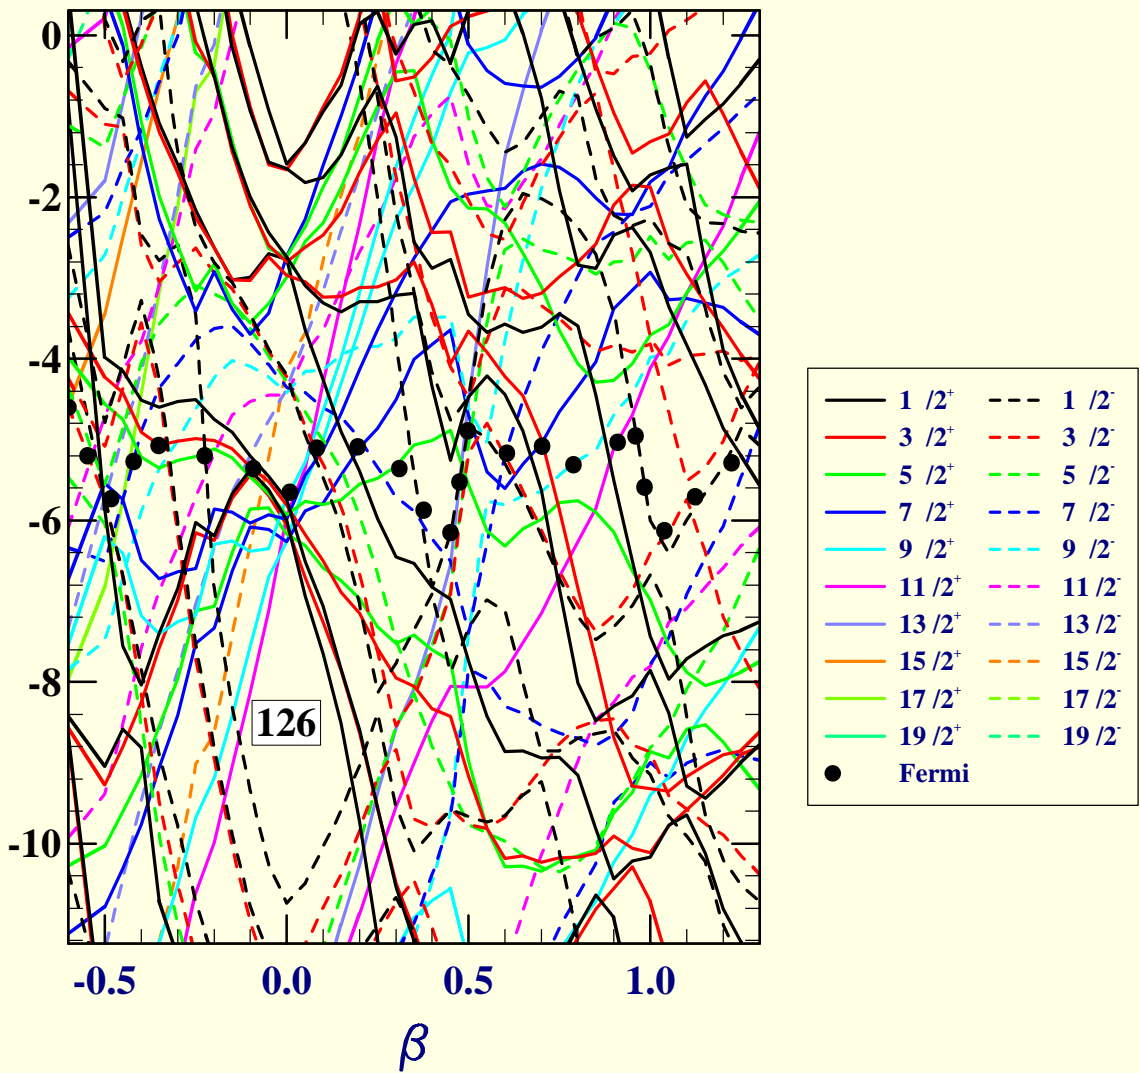 0
-2
-4
-6
-8
-10
126
-0.5 0.0 0.5 1.0
β
1 /2⁺ 1 /2⁻
3 /2⁺ 3 /2⁻
5 /2⁺ 5 /2⁻
7 /2⁺ 7 /2⁻
9 /2⁺ 9 /2⁻
11 /2⁺ 11 /2⁻
13 /2⁺ 13 /2⁻
15 /2⁺ 15 /2⁻
17 /2⁺ 17 /2⁻
19 /2⁺ 19 /2⁻
Fermi